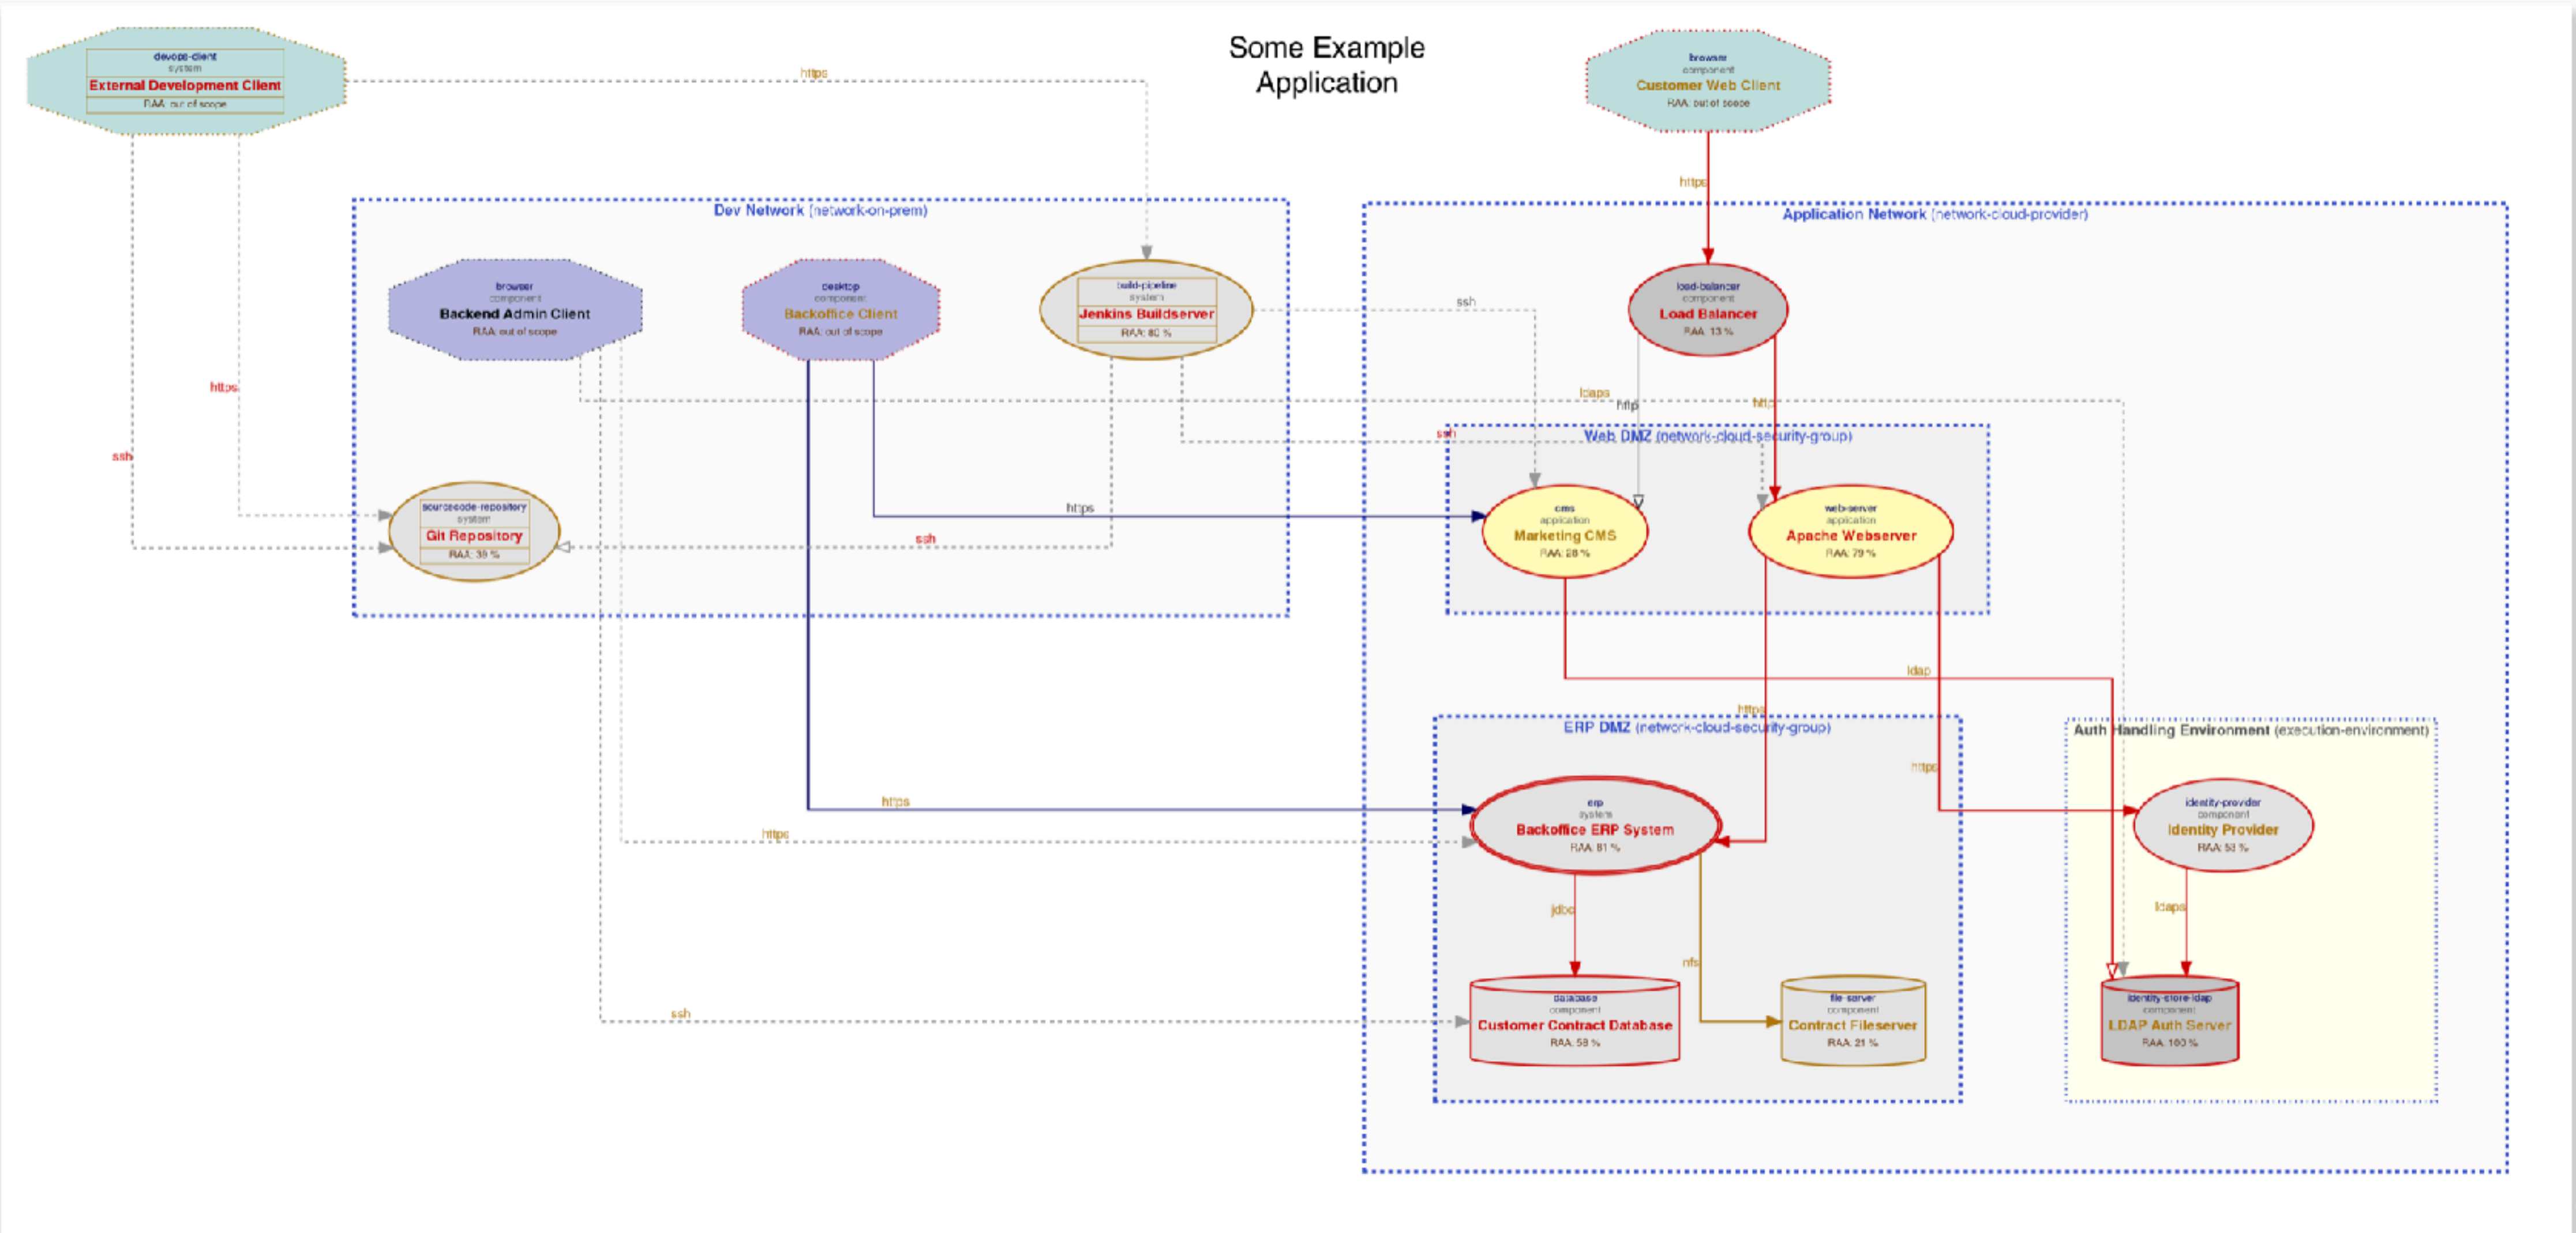 Some Example
Application
devops-client
system
External Development Client
RAA: out of scope
https
browser
component
Customer Web Client
RAA: out of scope
https
Dev Network (network-on-prem)
Application Network (network-cloud-provider)
browser
component
Backend Admin Client
RAA: out of scope
desktop
component
Backoffice Client
RAA: out of scope
build-pipeline
system
Jenkins Buildserver
RAA: 80 %
ssh
load-balancer
component
Load Balancer
RAA: 13 %
https
ldaps
http
http
ssh
ssh
Web DMZ (network-cloud-security-group)
sourcecode-repository
system
Git Repository
RAA: 39 %
https
ssh
cms
application
Marketing CMS
RAA: 28 %
web-server
application
Apache Webserver
RAA: 79 %
ldap
https
ERP DMZ (network-cloud-security-group)
Auth Handling Environment (execution-environment)
https
https
https
erp
system
Backoffice ERP System
RAA: 81 %
identity-provider
component
Identity Provider
RAA: 53 %
jdbc
ldaps
nfs
ssh
database
component
Customer Contract Database
RAA: 58 %
file-server
component
Contract Fileserver
RAA: 21 %
identity-store-ldap
component
LDAP Auth Server
RAA: 100 %